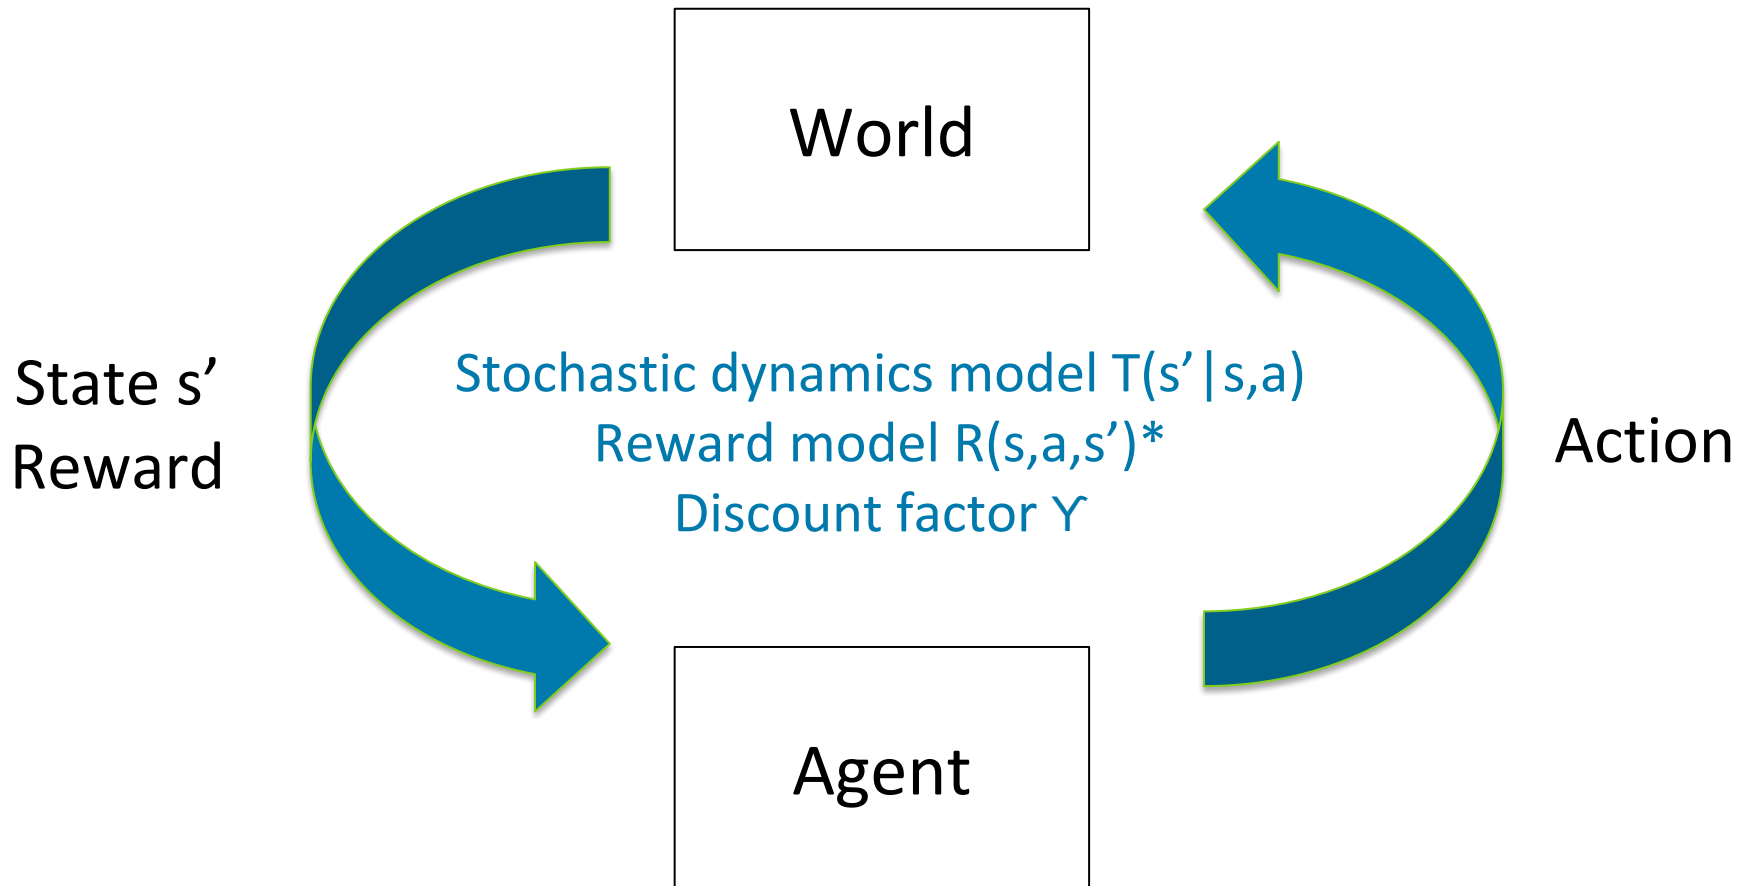 World
State s’
Reward
Stochastic dynamics model T(s’|s,a)
Reward model R(s,a,s’)*
Discount factor ϒ
Action
Agent